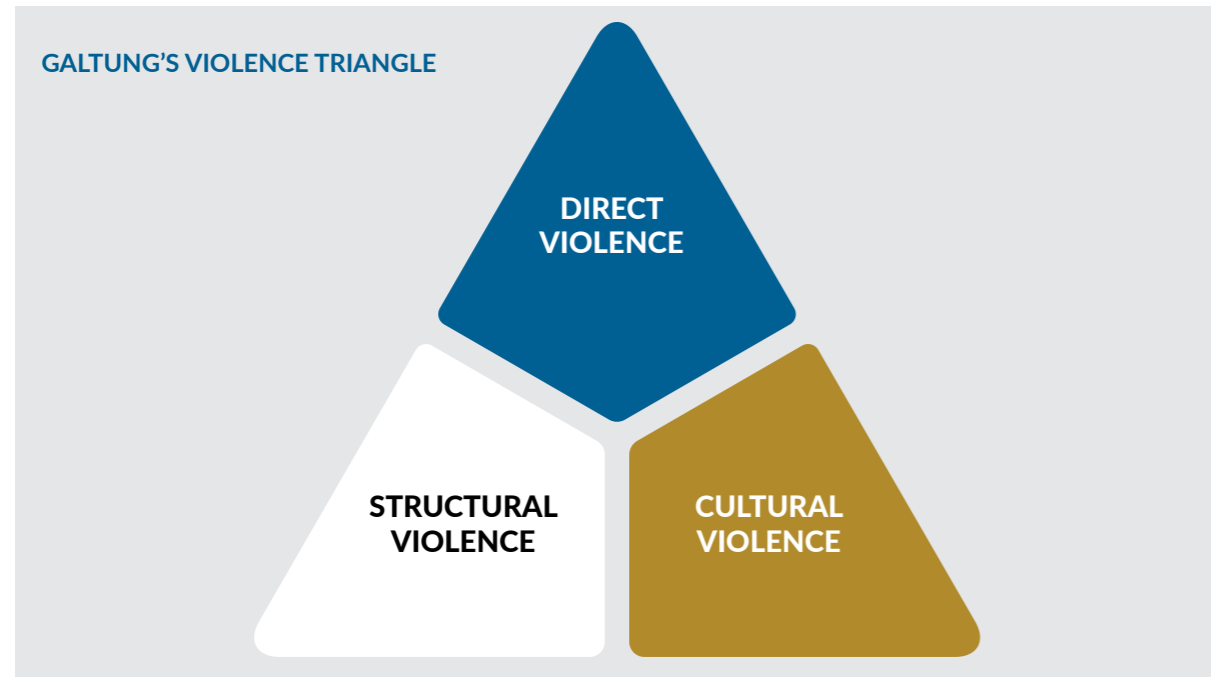 GALTUNG’S VIOLENCE TRIANGLE
DIRECT
VIOLENCE
STRUCTURAL
VIOLENCE
CULTURAL
VIOLENCE